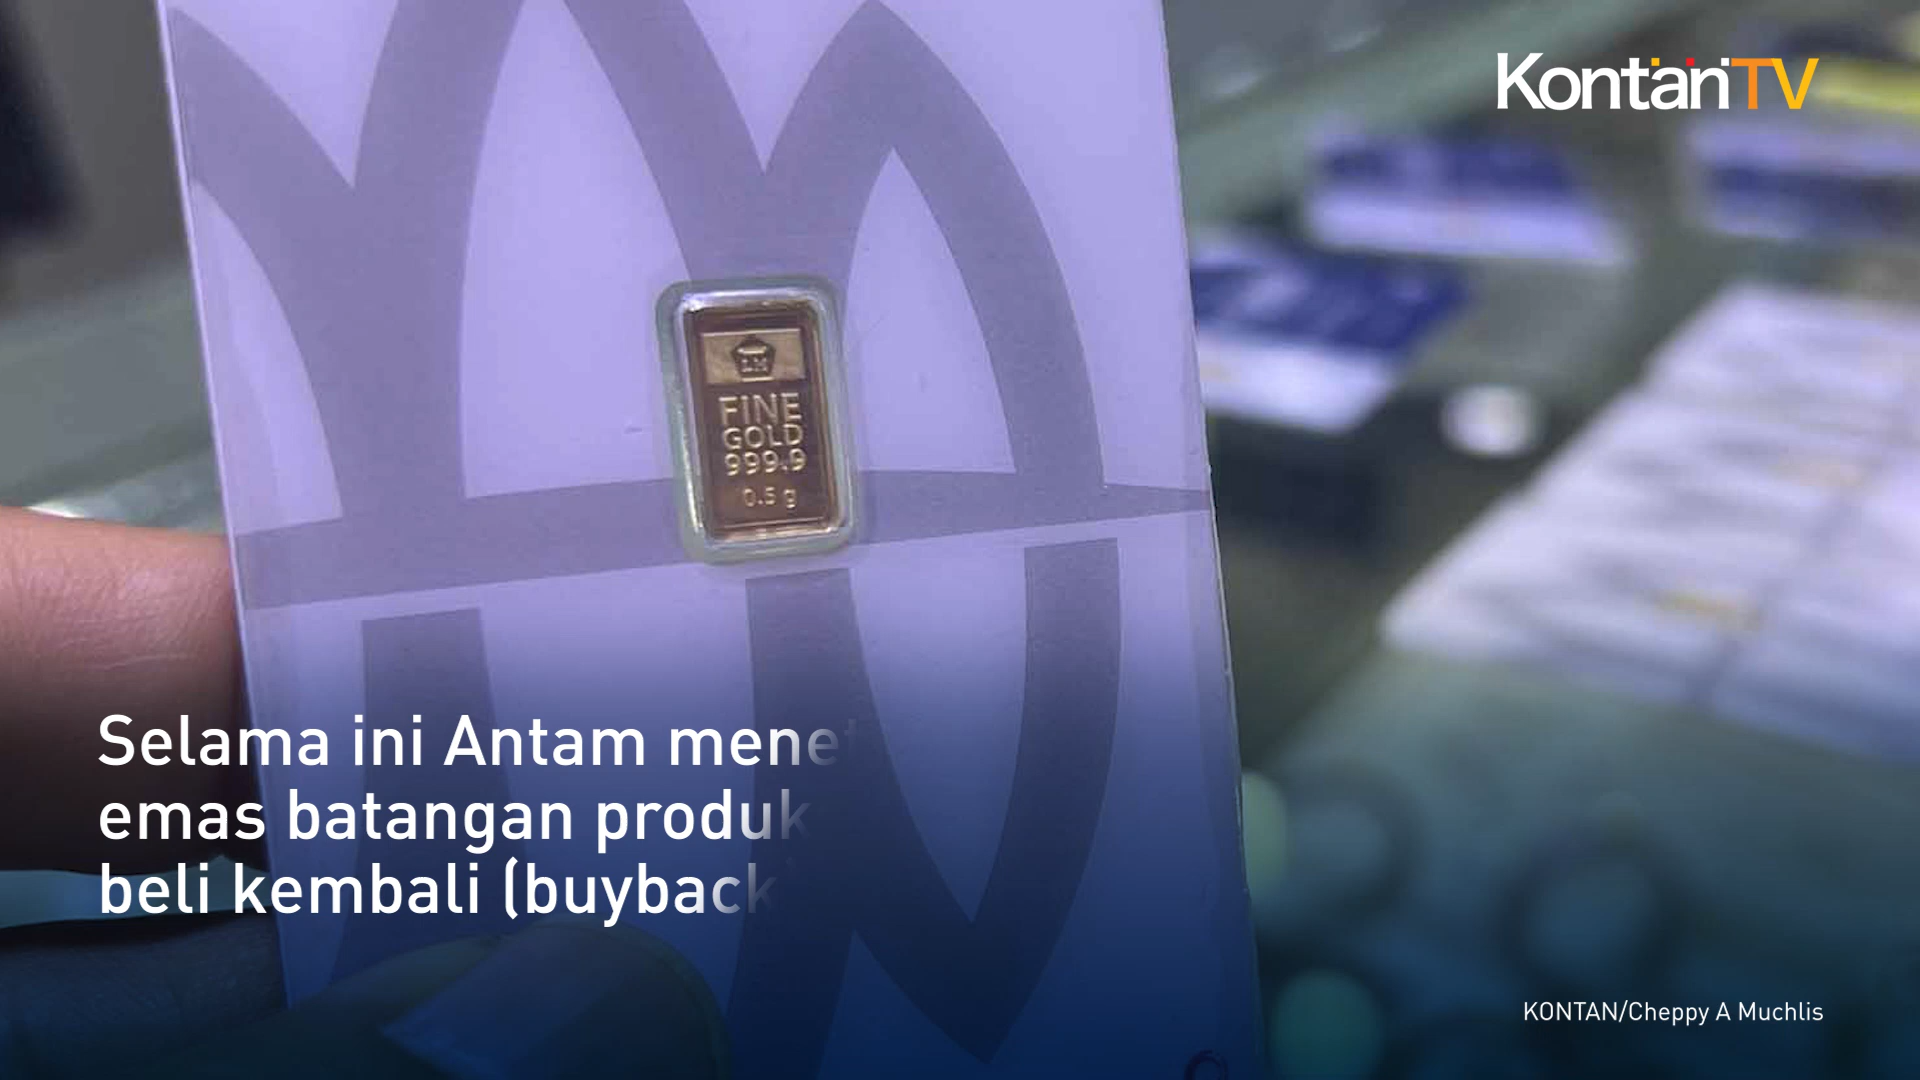 KontanTV
FINE
GOLD
999.9
0.5 g
Selama ini Antam menet
emas batangan produk
beli kembali (buyback
KONTAN/Cheppy A Muchlis